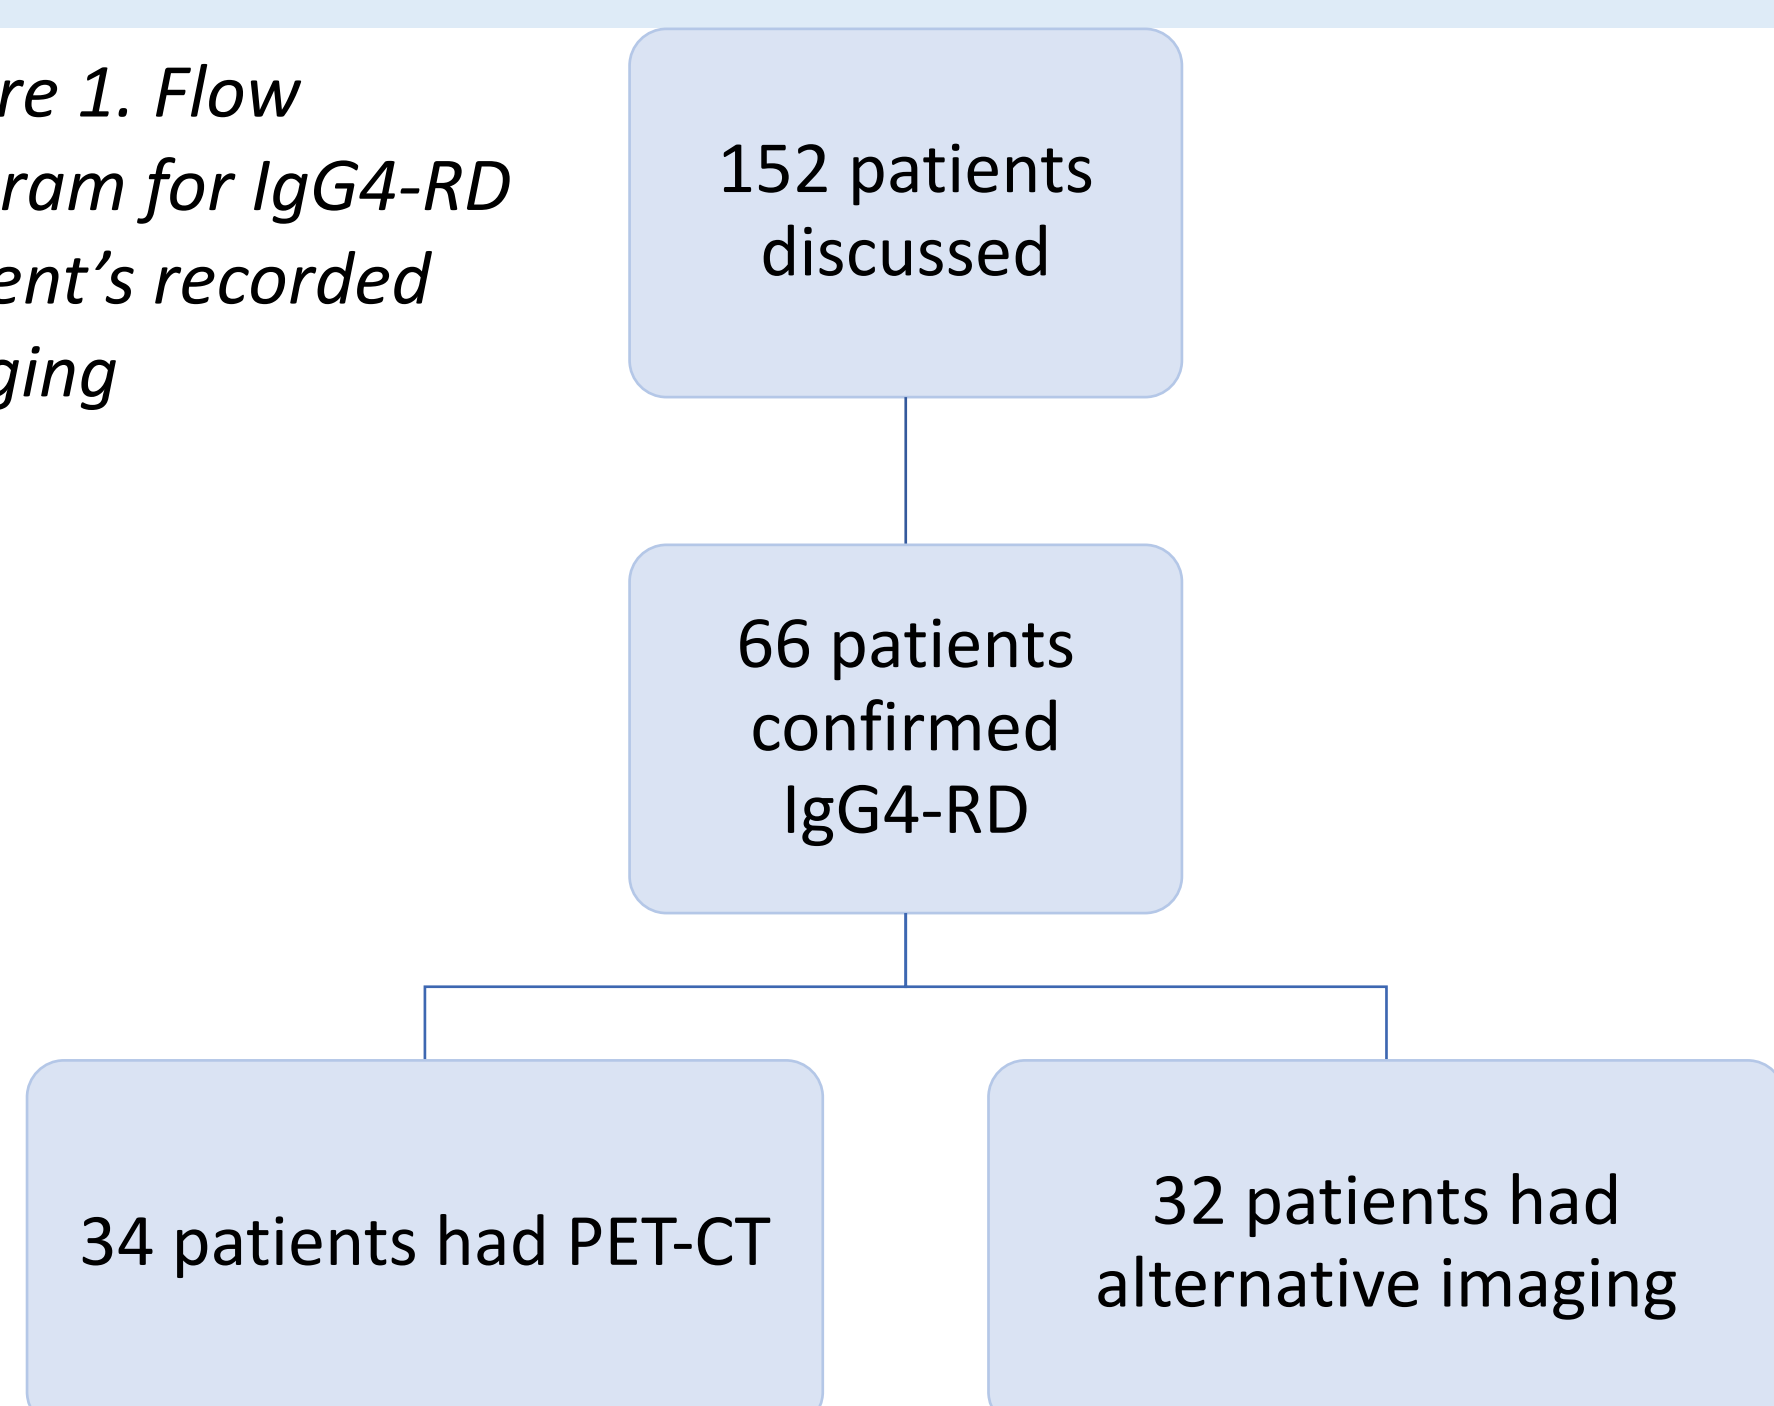 re 1. Flow
ram for IgG4-RD
ent’s recorded
ging
152 patients
discussed
66 patients
confirmed
IgG4-RD
34 patients had PET-CT
32 patients had
alternative imaging